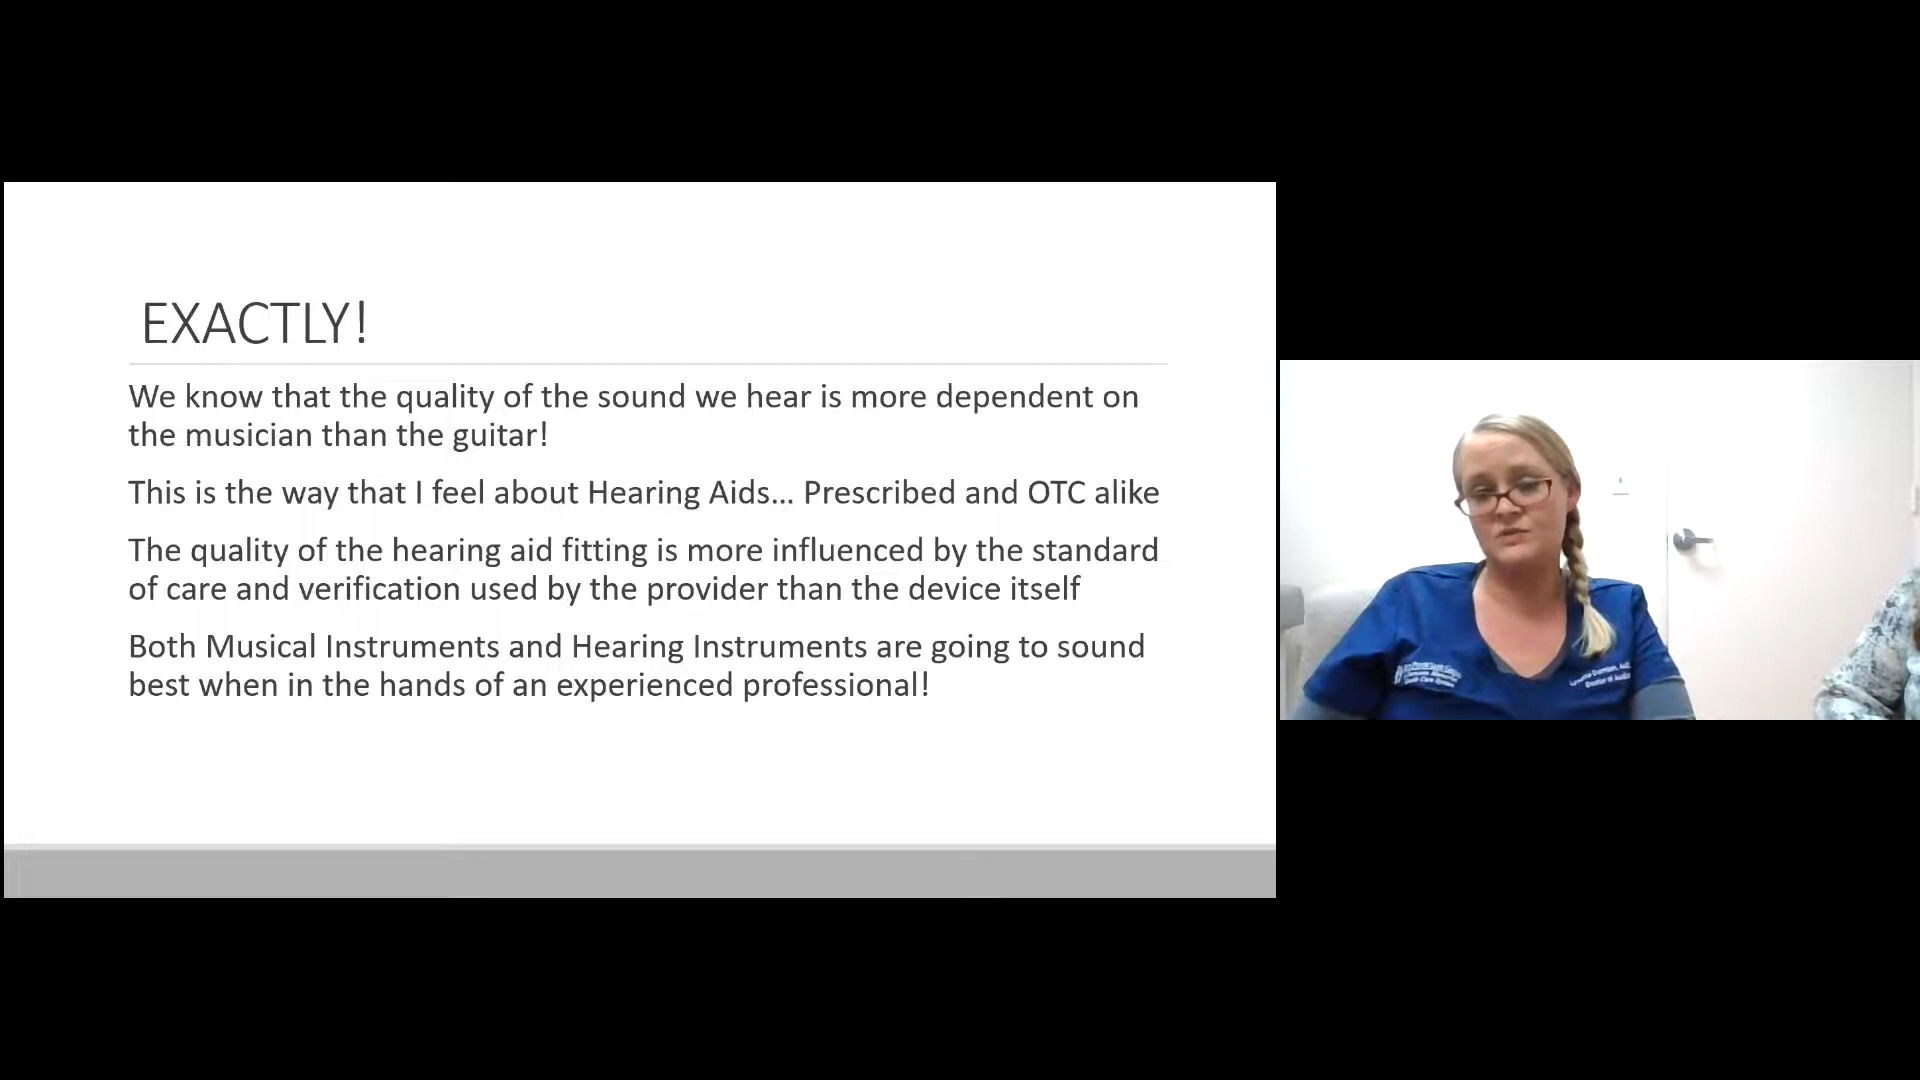 EXACTLY!
We know that the quality of the sound we hear is more dependent on
the musician than the guitar!
This is the way that I feel about Hearing Aids... Prescribed and OTC alike
The quality of the hearing aid fitting is more influenced by the standard
of care and verification used by the provider than the device itself
Both Musical Instruments and Hearing Instruments are going to sound
best when in the hands of an experienced professional!
Doctor of